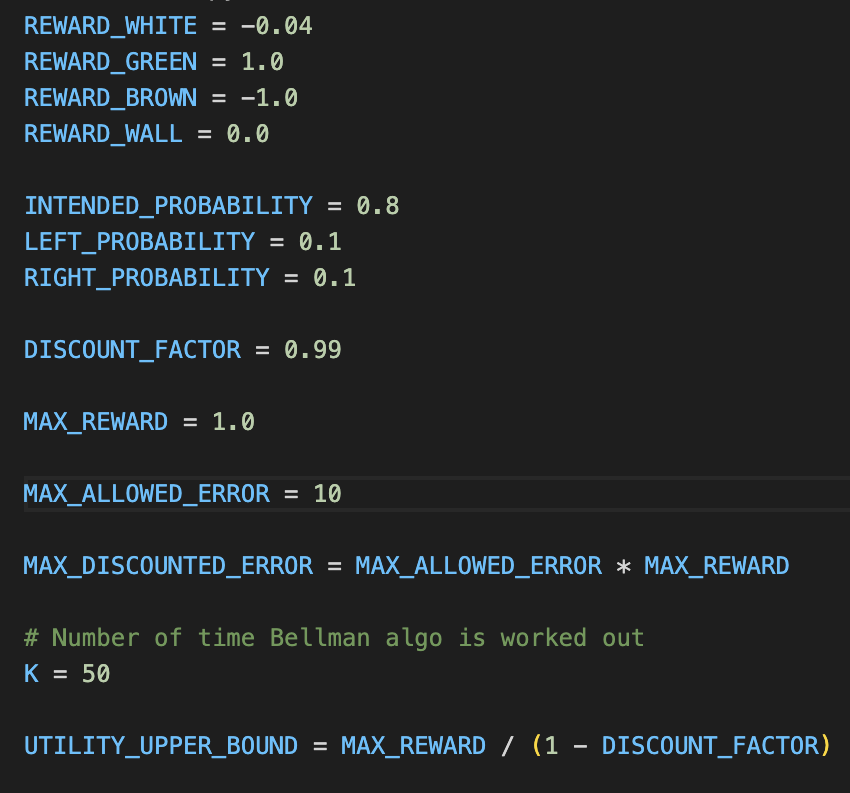 REWARD_WHITE = -0.04
REWARD_GREEN = 1.0
REWARD_BROWN = -1.0
REWARD_WALL = 0.0
INTENDED_PROBABILITY = 0.8
LEFT_PROBABILITY = 0.1
RIGHT_PROBABILITY = 0.1
DISCOUNT_FACTOR = 0.99
MAX_REWARD = 1.0
MAX_ALLOWED_ERROR = 10
MAX_DISCOUNTED_ERROR = MAX_ALLOWED_ERROR * MAX_REWARD
# Number of time Bellman algo is worked out
K = 50
UTILITY_UPPER_BOUND = MAX_REWARD / (1 - DISCOUNT_FACTOR)